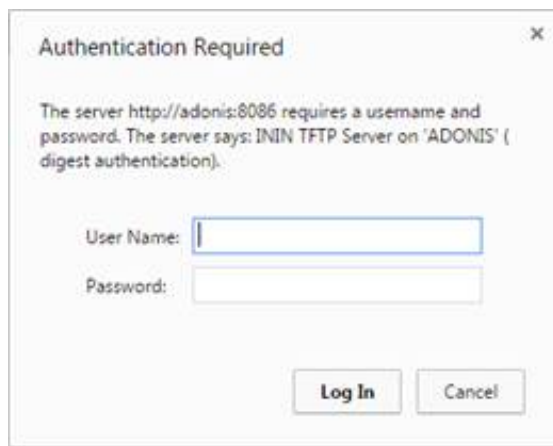 Authentication Required
The server http://adonis:8086 requires a username and
password. The server says: ININ TFTP Server on 'ADONIS' (
digest authentication).
User Name:
Password:
Log In Cancel